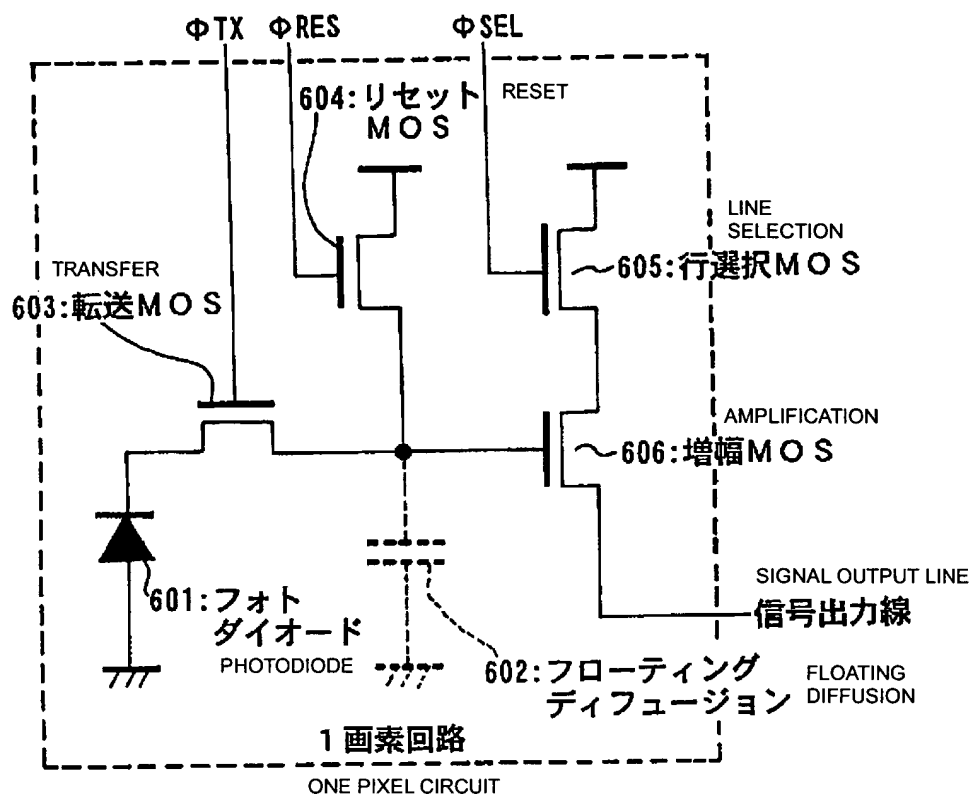 ΦTX ΦRES ΦSEL
604:リセット
MOS
RESET
LINE
SELECTION
605:行選択MOS
TRANSFER
603:転送MOS
AMPLIFICATION
606:増幅MOS
SIGNAL OUTPUT LINE
信号出力線
601:フォト
ダイオード
PHOTODIODE
602:フローティング
ディフュージョン
FLOATING
DIFFUSION
1画素回路
ONE PIXEL CIRCUIT